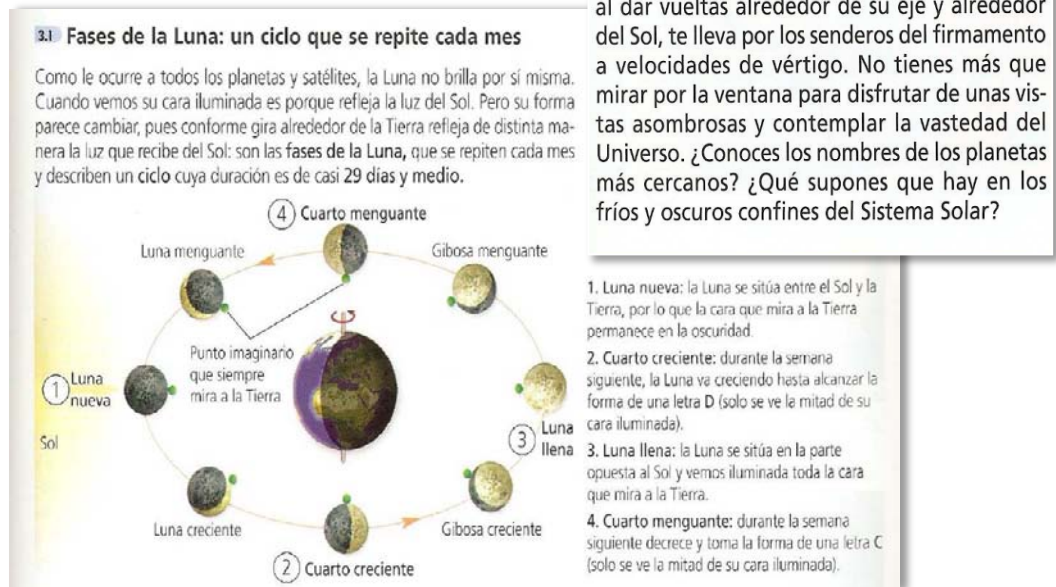 3.1 Fases de la Luna: un ciclo que se repite cada mes
Como le ocurre a todos los planetas y satélites, la Luna no brilla por sí misma.
Cuando vemos su cara iluminada es porque refleja la luz del Sol. Pero su forma
parece cambiar, pues conforme gira alrededor de la Tierra refleja de distinta ma-
nera la luz que recibe del Sol: son las fases de la Luna, que se repiten cada mes
y describen un ciclo cuya duración es de casi 29 días y medio.
al dar vueltas alrededor de su eje y alrededor
del Sol, te lleva por los senderos del firmamento
a velocidades de vértigo. No tienes más que
mirar por la ventana para disfrutar de unas vis-
tas asombrosas y contemplar la vastedad del
Universo. ¿Conoces los nombres de los planetas
más cercanos? ¿Qué supones que hay en los
fríos y oscuros confines del Sistema Solar?
4 Cuarto menguante
Luna menguante
Gibosa menguante
Punto imaginario
que siempre
mira a la Tierra
1 Luna
nueva
Sol
3 Luna
llena
Luna creciente
Gibosa creciente
2 Cuarto creciente
1. Luna nueva: la Luna se sitúa entre el Sol y la
Tierra, por lo que la cara que mira a la Tierra
permanece en la oscuridad.
2. Cuarto creciente: durante la semana
siguiente, la Luna va creciendo hasta alcanzar la
forma de una letra D (solo se ve la mitad de su
cara iluminada).
3. Luna llena: la Luna se sitúa en la parte
opuesta al Sol y vemos iluminada toda la cara
que mira a la Tierra.
4. Cuarto menguante: durante la semana
siguiente decrece y toma la forma de una letra C
(solo se ve la mitad de su cara iluminada).